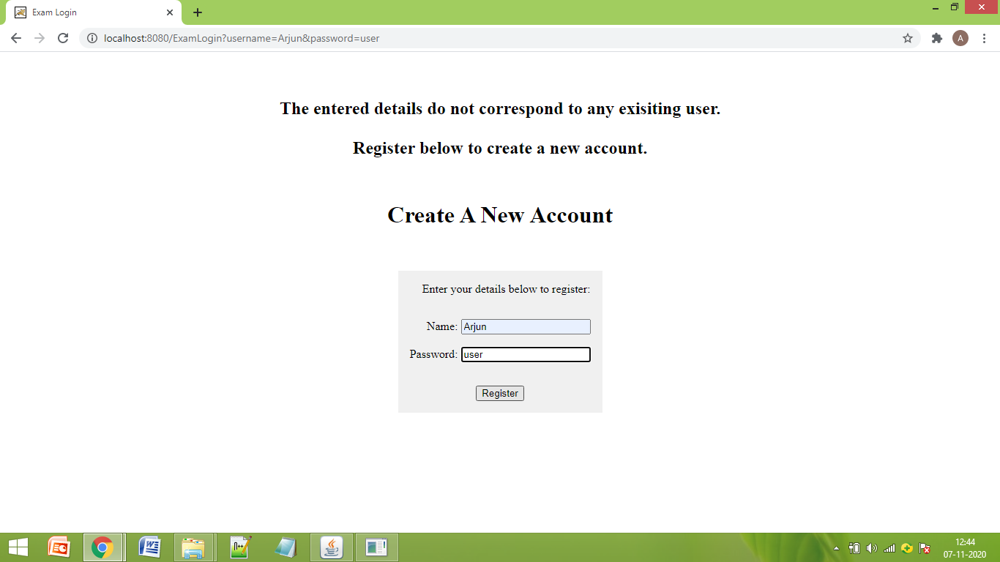 Exam Login
localhost:8080/ExamLogin?username=Arjun&password=user
A
The entered details do not correspond to any exisiting user.
Register below to create a new account.
Create A New Account
Enter your details below to register:
Name: Arjun
Password: user
Register
12:44
07-11-2020